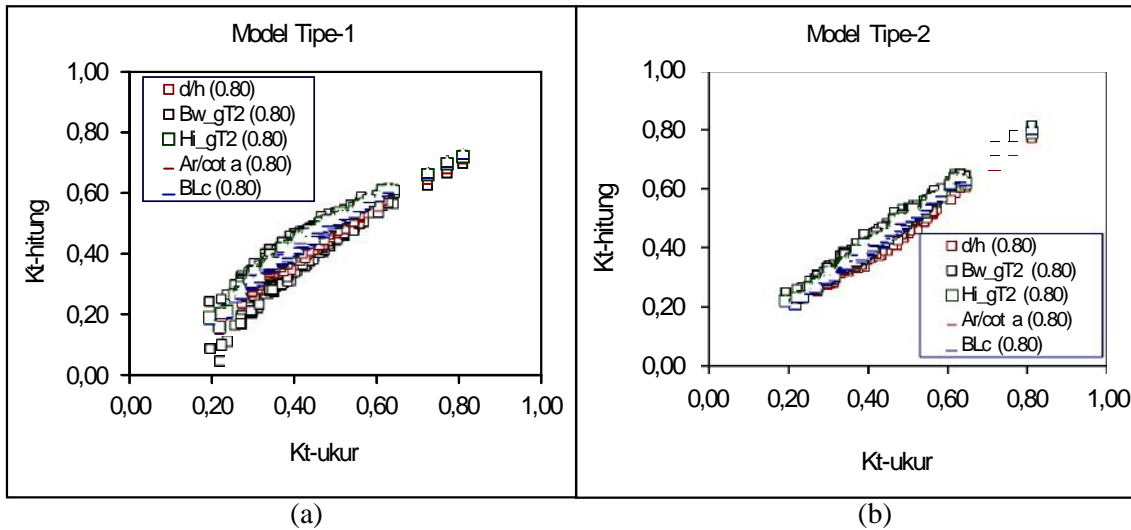 Model Tipe-1
1,00
0,80
0,60
0,40
0,20
0,00
Kt-hitung
d/h (0.80)
Bw_gT2 (0.80)
Hi_gT2 (0.80)
Ar/cot a (0.80)
BLc (0.80)
0,00 0,20 0,40 0,60 0,80 1,00
Kt-ukur
(a)
Model Tipe-2
1,00
0,80
0,60
0,40
0,20
0,00
Kt-hitung
d/h (0.80)
Bw_gT2 (0.80)
Hi_gT2 (0.80)
Ar/cot a (0.80)
BLc (0.80)
0,00 0,20 0,40 0,60 0,80 1,00
Kt-ukur
(b)